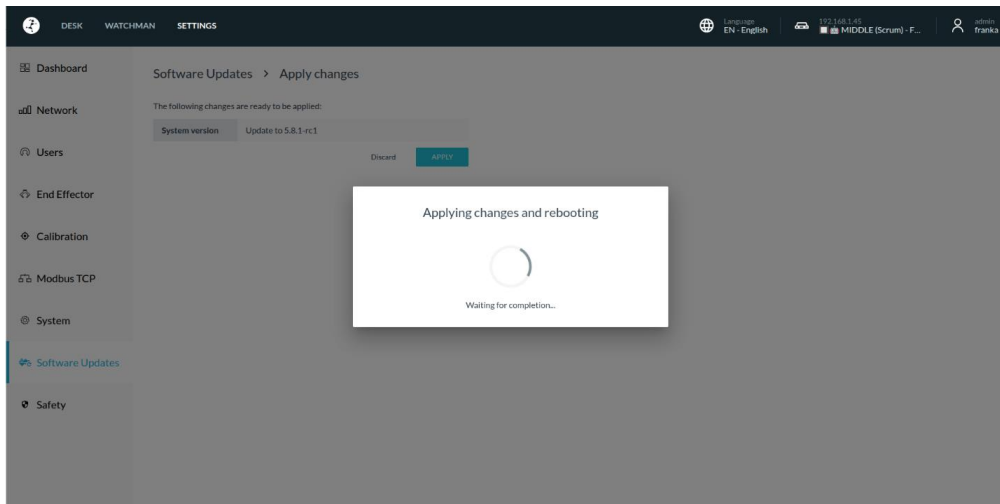 DESK WATCHMAN SETTINGS
Language
EN - English
192.168.1.45
MIDDLE (Scrum) - F...
admin
franka
Dashboard
Network
Users
End Effector
Calibration
Modbus TCP
System
Software Updates
Safety
Software Updates > Apply changes
The following changes are ready to be applied:
System version Update to 5.8.1-rc1
Discard APPLY
Applying changes and rebooting
Waiting for completion...